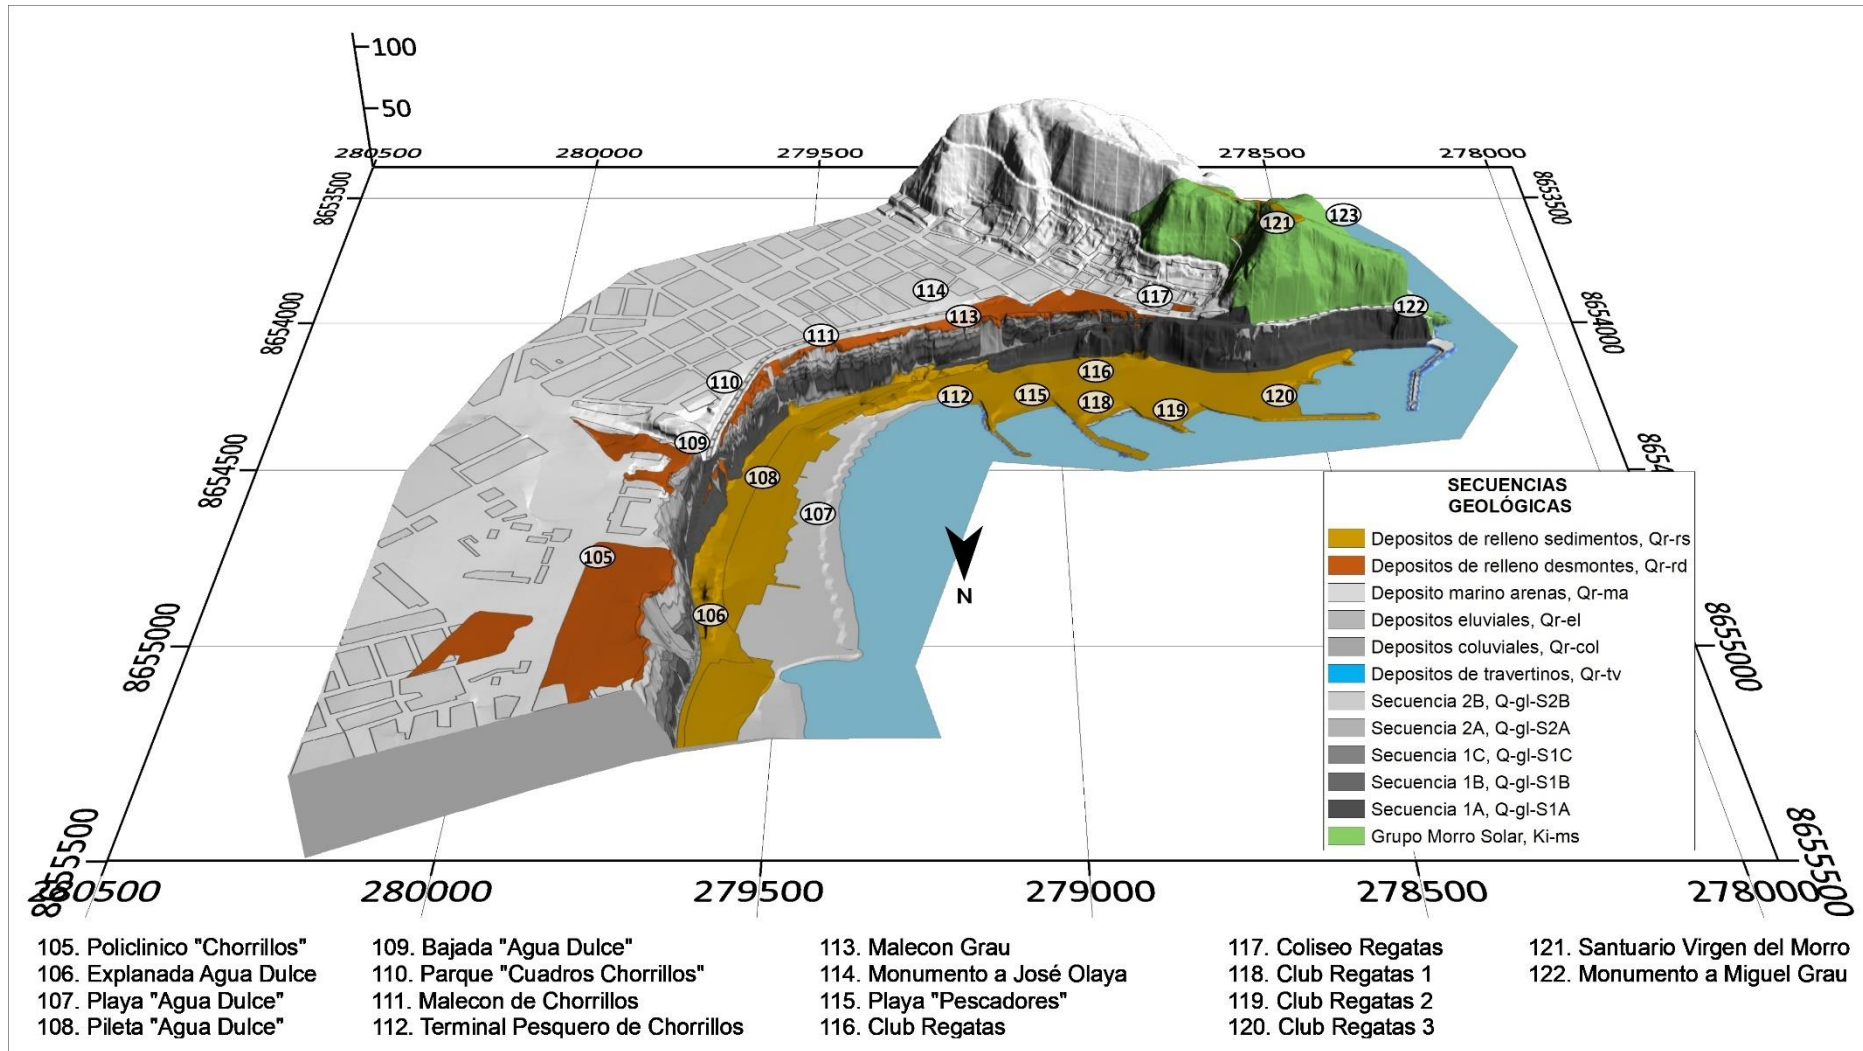 100
50
280500
280000
279500
278500
278000
8653500
8653500
8654000
8654000
8654500
8654
8655000
8655000
8655500
8655500
121
123
114
117
122
113
111
110
116
112
115
118
119
120
109
108
107
105
106
N
SECUENCIAS
GEOLÓGICAS
Depositos de relleno sedimentos, Qr-rs
Depositos de relleno desmontes, Qr-rd
Deposito marino arenas, Qr-ma
Depositos eluviales, Qr-el
Depositos coluviales, Qr-col
Depositos de travertinos, Qr-tv
Secuencia 2B, Q-gl-S2B
Secuencia 2A, Q-gl-S2A
Secuencia 1C, Q-gl-S1C
Secuencia 1B, Q-gl-S1B
Secuencia 1A, Q-gl-S1A
Grupo Morro Solar, Ki-ms
280500
280000
279500
279000
278500
278000
105. Policlinico "Chorrillos"
106. Explanada Agua Dulce
107. Playa "Agua Dulce"
108. Pileta "Agua Dulce"
109. Bajada "Agua Dulce"
110. Parque "Cuadros Chorrillos"
111. Malecon de Chorrillos
112. Terminal Pesquero de Chorrillos
113. Malecon Grau
114. Monumento a José Olaya
115. Playa "Pescadores"
116. Club Regatas
117. Coliseo Regatas
118. Club Regatas 1
119. Club Regatas 2
120. Club Regatas 3
121. Santuario Virgen del Morro
122. Monumento a Miguel Grau